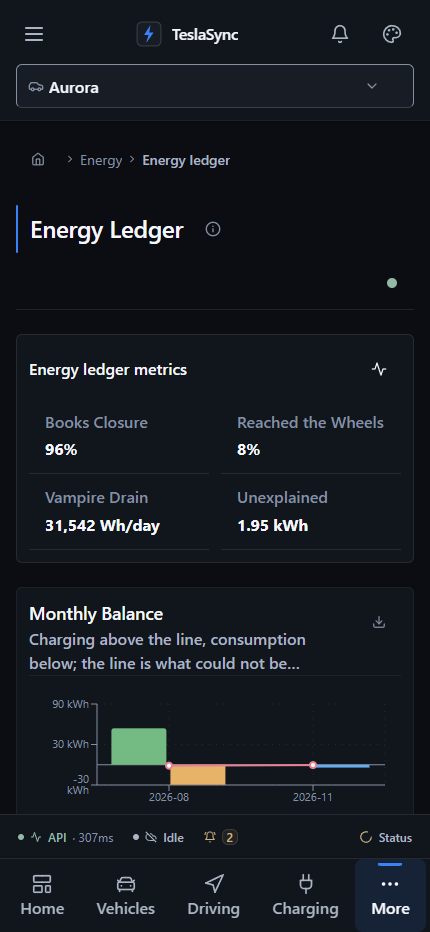 TeslaSync
Aurora
Energy
Energy ledger
Energy Ledger
Energy ledger metrics
Books Closure
96%
Reached the Wheels
8%
Vampire Drain
31,542 Wh/day
Unexplained
1.95 kWh
Monthly Balance
Charging above the line, consumption
below; the line is what could not be...
90 kWh
30 kWh
-30
kWh
2026-08
2026-11
API · 307ms
Idle
2
Status
Home
Vehicles
Driving
Charging
More